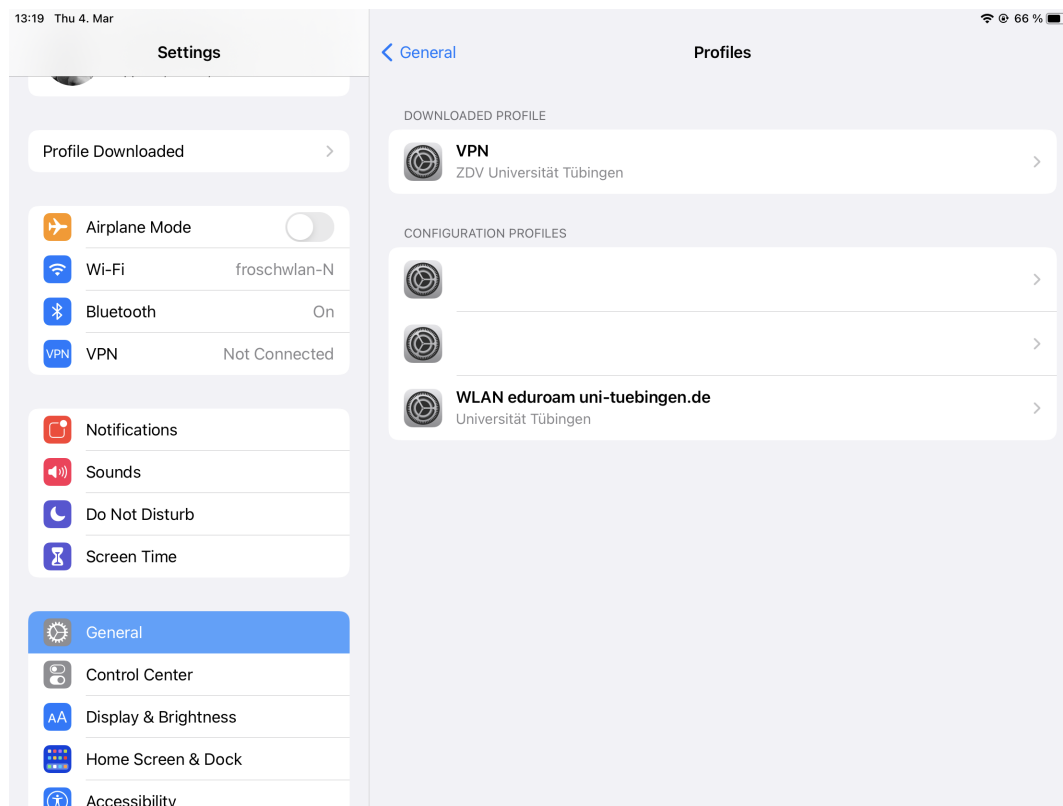 13:19 Thu 4. Mar
66 %
Settings
Profile Downloaded
Airplane Mode
Wi-Fi froschwlan-N
Bluetooth On
VPN VPN Not Connected
Notifications
Sounds
Do Not Disturb
Screen Time
General
Control Center
AA Display & Brightness
Home Screen & Dock
Accessibility
General
Profiles
DOWNLOADED PROFILE
VPN
ZDV Universität Tübingen
CONFIGURATION PROFILES
WLAN eduroam uni-tuebingen.de
Universität Tübingen